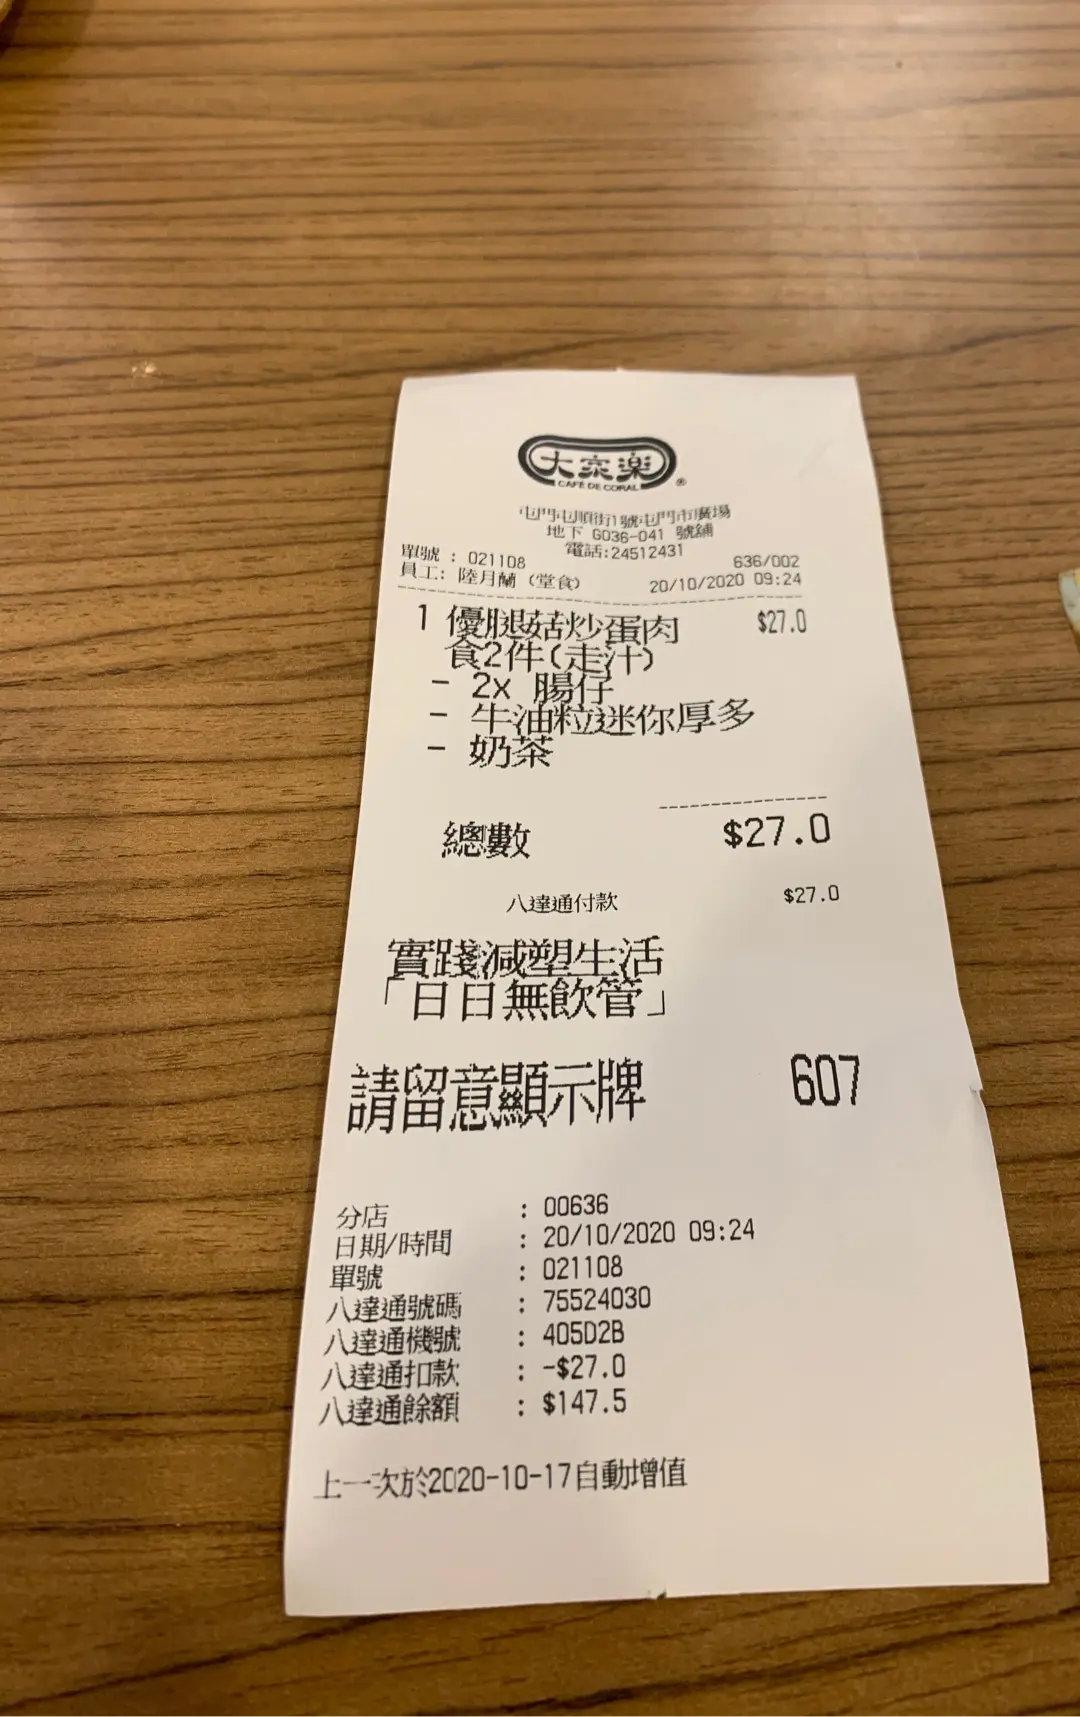 大家樂
CAFÉ DE CORAL
®
屯門屯順街1號屯門市廣場
地下 G036-041 號舖
電話:24512431
單號 : 021108 636/002
員工: 陸月蘭 (堂食) 20/10/2020 09:24
1 優腿菇炒蛋肉 $27.0
食2件(走汁)
- 2x 腸仔
- 牛油粒迷你厚多
- 奶茶
總數 $27.0
八達通付款 $27.0
實踐減塑生活
「日日無飲管」
請留意顯示牌 607
分店 : 00636
日期/時間 : 20/10/2020 09:24
單號 : 021108
八達通號碼 : 75524030
八達通機號 : 405D2B
八達通扣款 : -$27.0
八達通餘額 : $147.5
上一次於2020-10-17自動增值